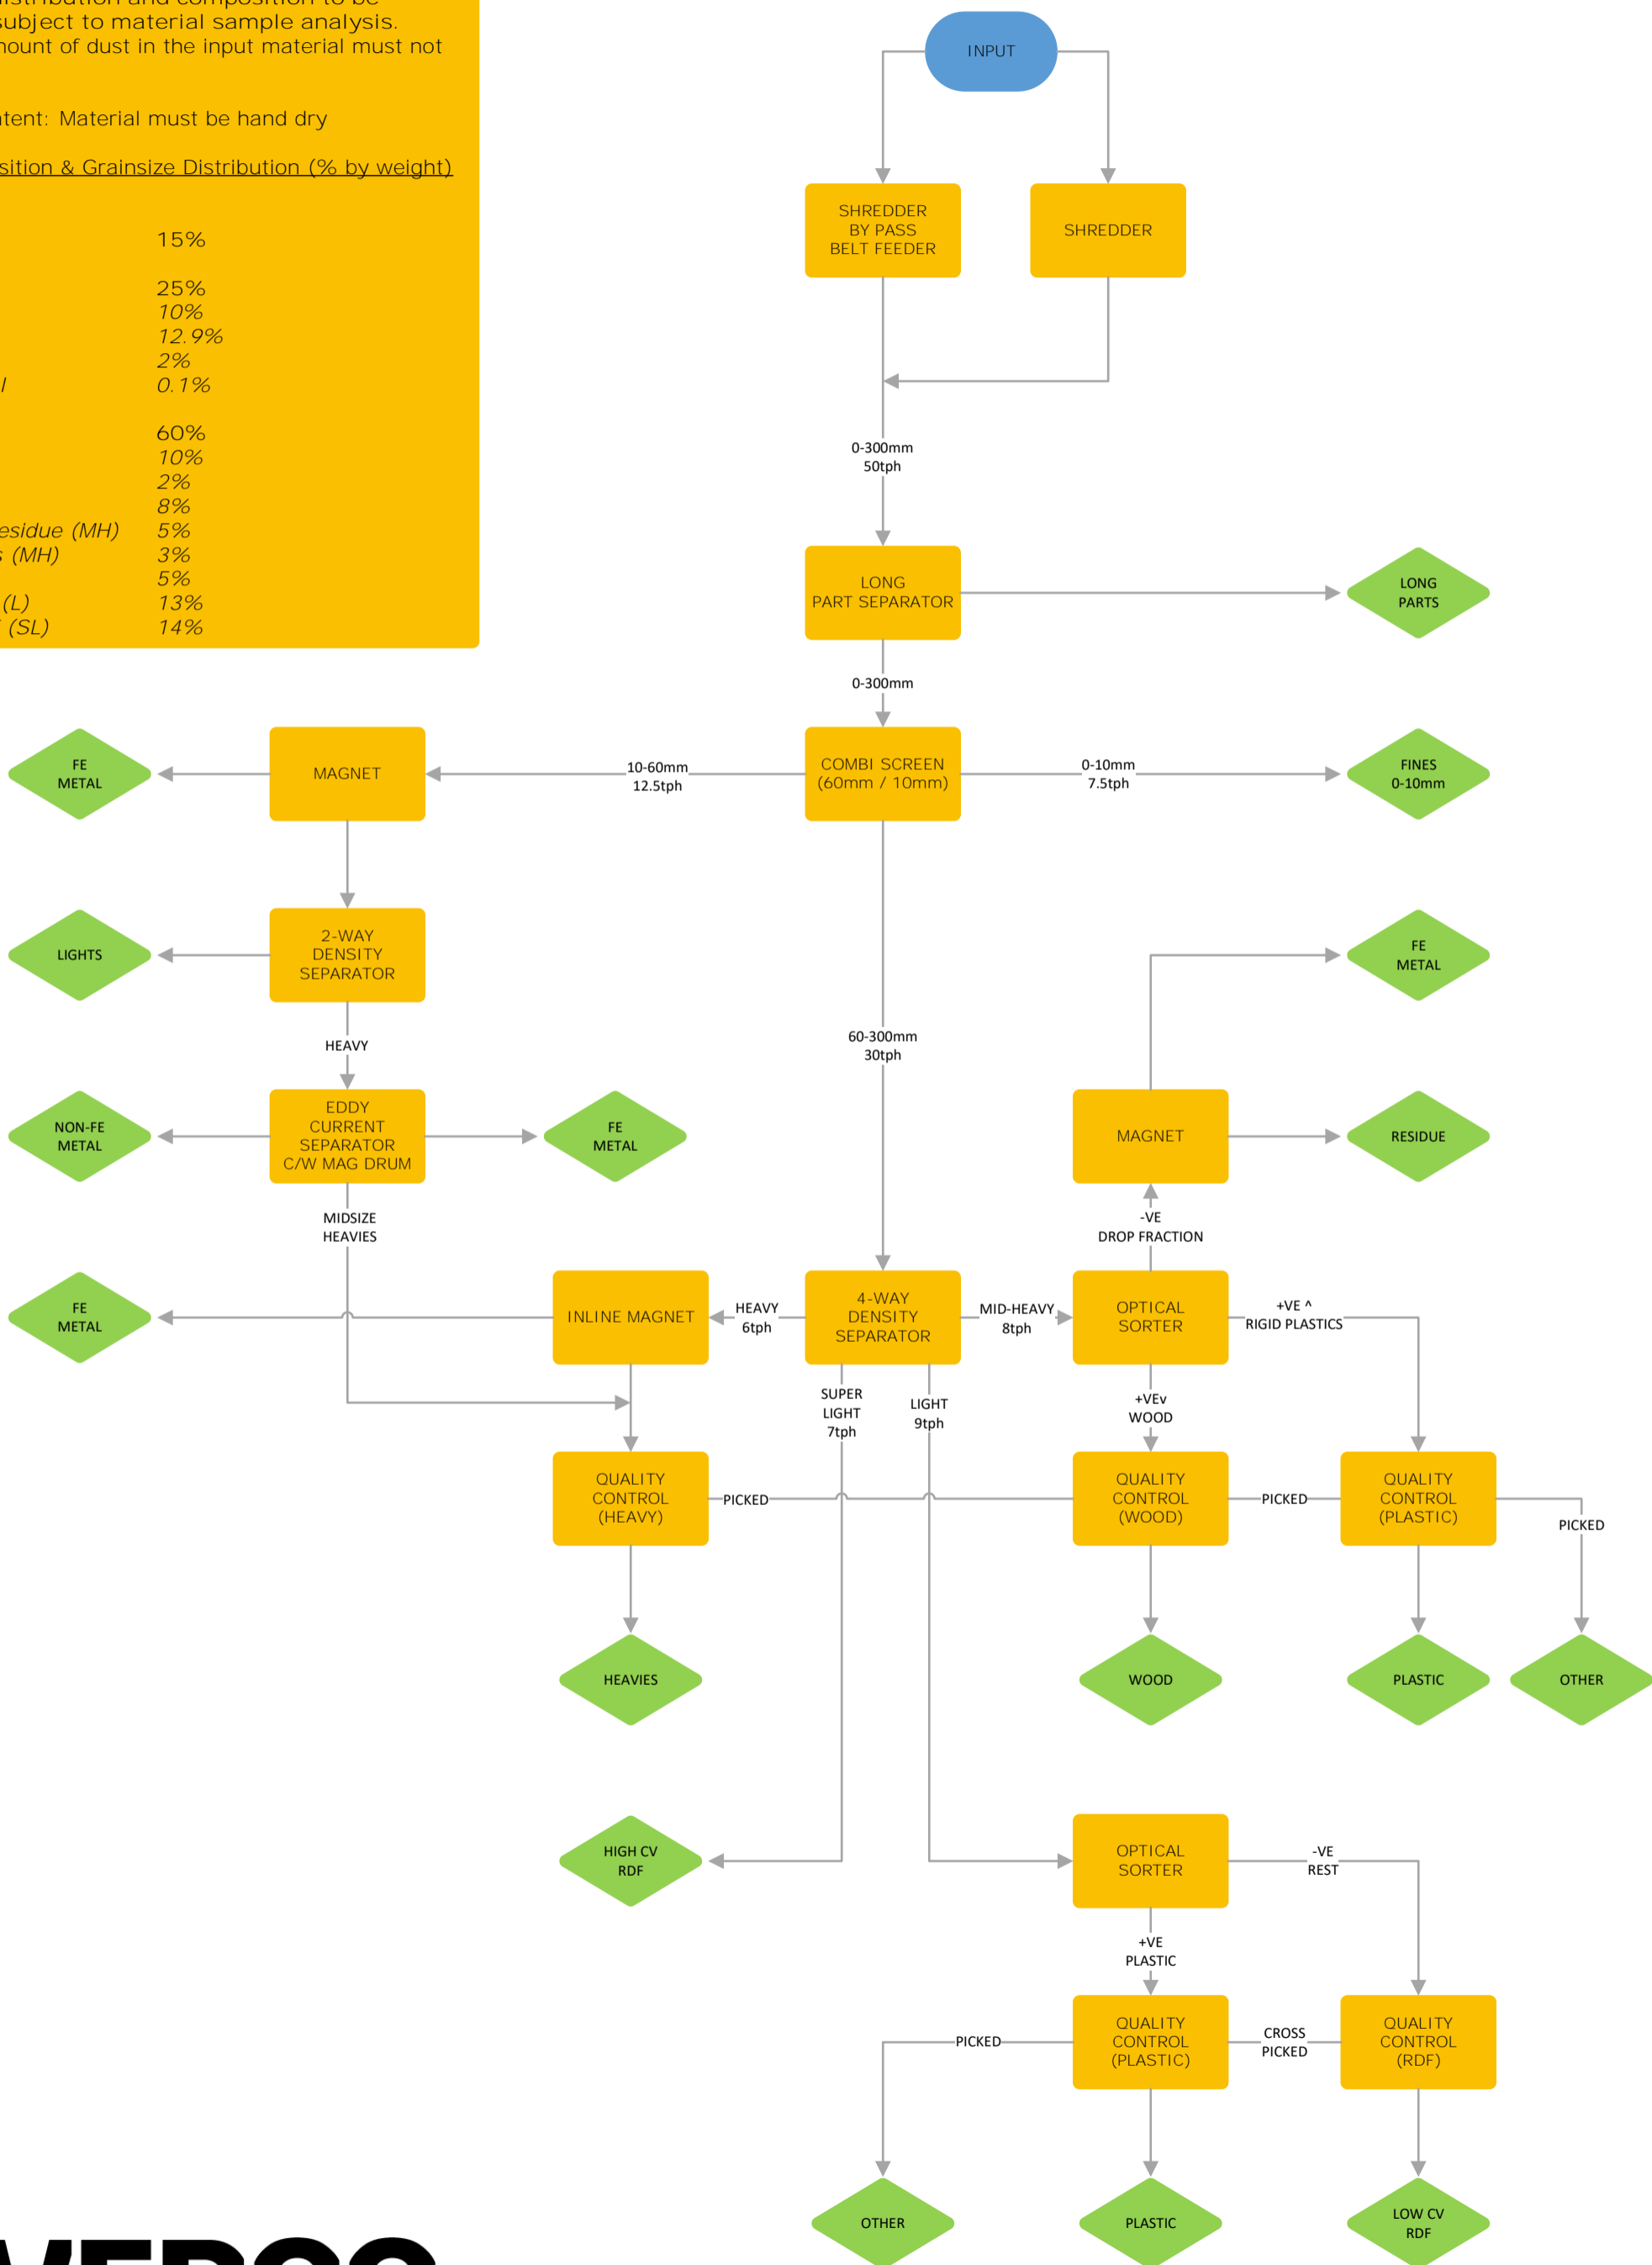 subject to material sample analysis.
of dust in the input material must not
Material must be hand dry
& Grainsize Distribution (% by weight)
15%
25%
10%
12.9%
2%
0.1%
60%
10%
2%
8%
(MH) 5%
(MH) 3%
5%
(L) 13%
(SL) 14%
INPUT
SHREDDER
BY PASS
BELT FEEDER
SHREDDER
0-300mm
50tph
LONG
PART SEPARATOR
LONG
PARTS
0-300mm
FE
METAL
MAGNET
10-60mm
12.5tph
COMBI SCREEN
(60mm / 10mm)
0-10mm
7.5tph
FINES
0-10mm
LIGHTS
2-WAY
DENSITY
SEPARATOR
FE
METAL
HEAVY
60-300mm
30tph
NON-FE
METAL
EDDY
CURRENT
SEPARATOR
C/W MAG DRUM
FE
METAL
MAGNET
RESIDUE
MIDSIZE
HEAVIES
-VE
DROP FRACTION
FE
METAL
INLINE MAGNET
HEAVY
6tph
4-WAY
DENSITY
SEPARATOR
MID-HEAVY
8tph
OPTICAL
SORTER
+VE ^
RIGID PLASTICS
SUPER
LIGHT
7tph
LIGHT
9tph
+VEv
WOOD
QUALITY
CONTROL
(HEAVY)
PICKED
QUALITY
CONTROL
(WOOD)
PICKED
QUALITY
CONTROL
(PLASTIC)
PICKED
HEAVIES
WOOD
PLASTIC
OTHER
HIGH CV
RDF
OPTICAL
SORTER
-VE
REST
+VE
PLASTIC
PICKED
QUALITY
CONTROL
(PLASTIC)
CROSS
PICKED
QUALITY
CONTROL
(RDF)
OTHER
PLASTIC
LOW CV
RDF